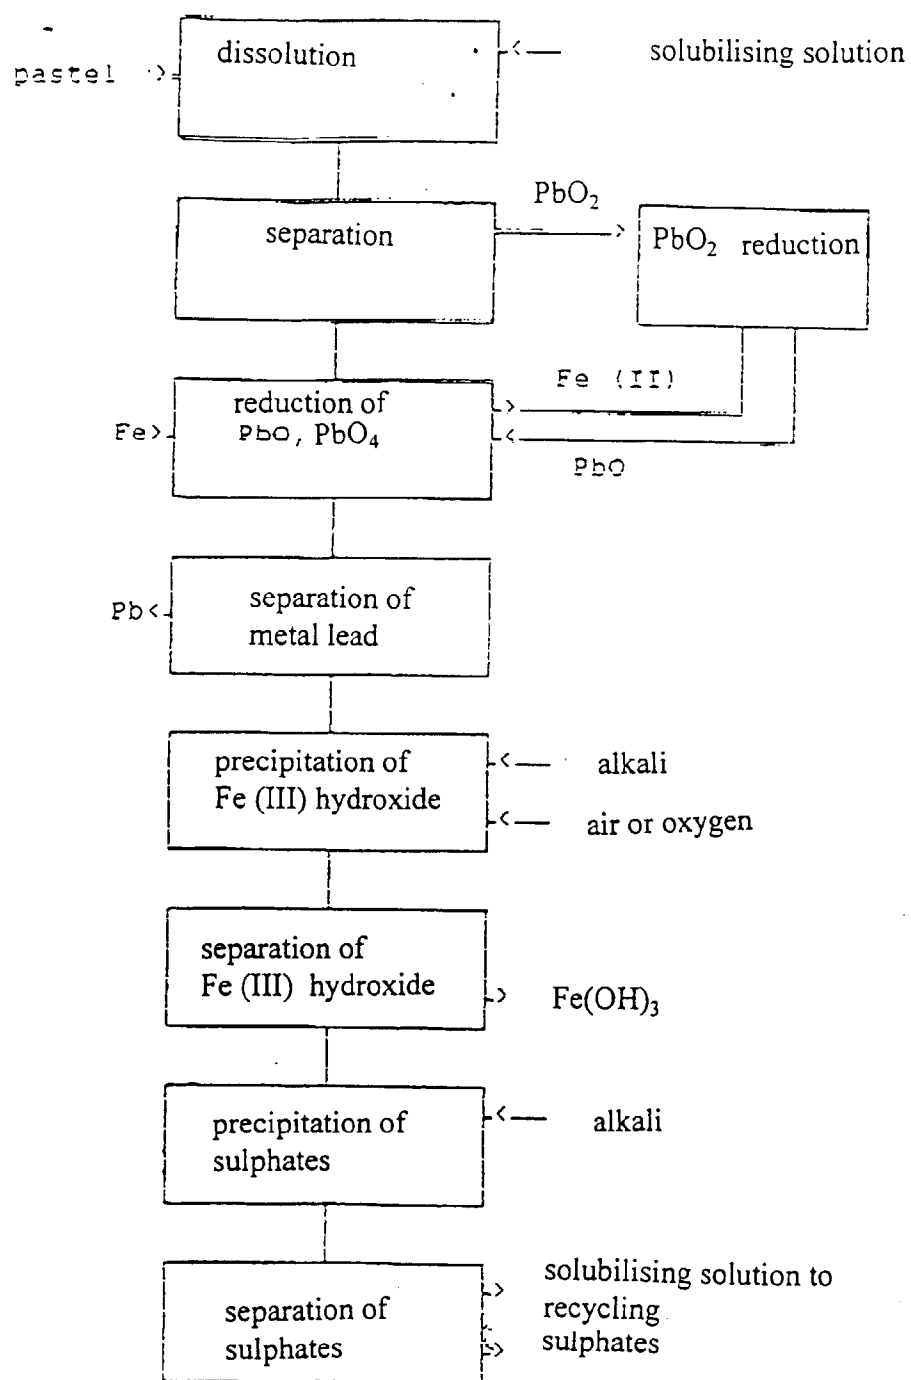 dissolution
solubilising solution
pastel
PbO₂
separation
PbO₂ reduction
Fe (II)
reduction of
PbO, PbO₄
Fe
PbO
separation of
metal lead
Pb
precipitation of
Fe (III) hydroxide
alkali
air or oxygen
separation of
Fe (III) hydroxide
Fe(OH)₃
precipitation of
sulphates
alkali
solubilising solution to
recycling
sulphates
separation of
sulphates